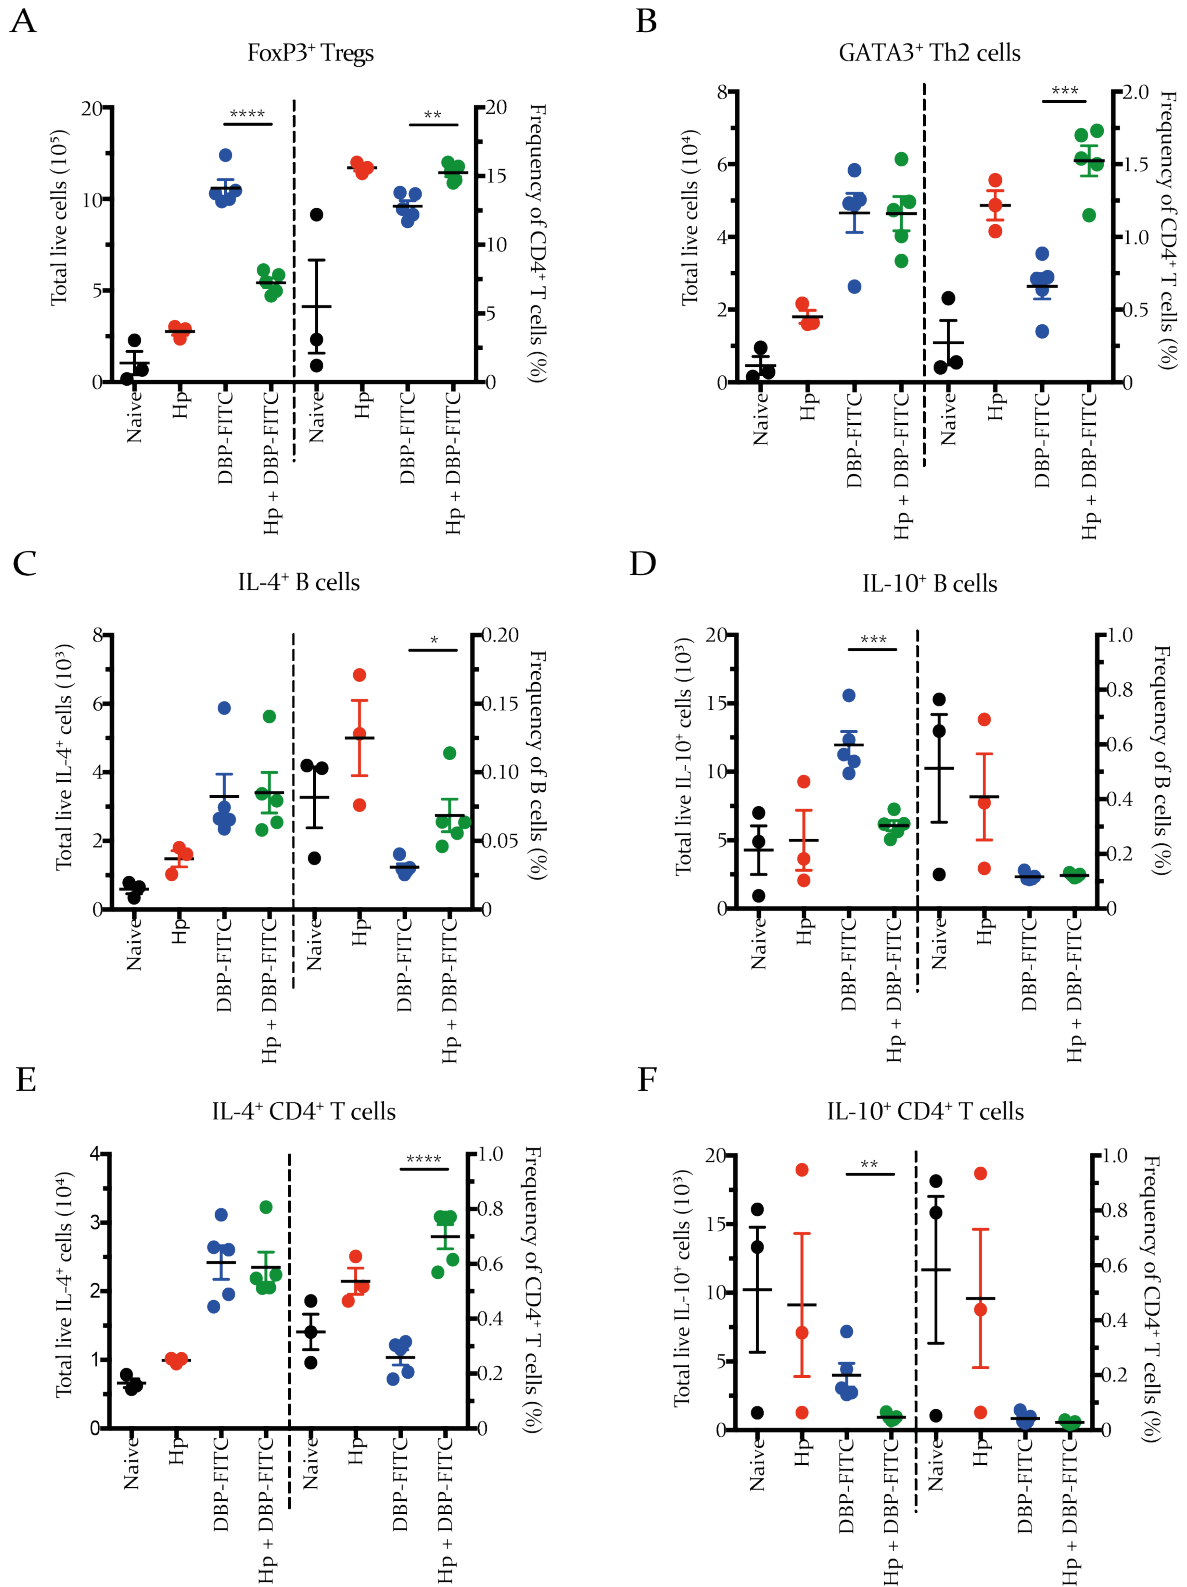 A
FoxP3⁺ Tregs
Total live cells (10⁵)
20
10
5
0
****
**
20
15
10
5
0
Frequency of CD4⁺ T cells (%)
Naive
Hp
DBP-FITC
Hp + DBP-FITC
Naive
Hp
DBP-FITC
Hp + DBP-FITC
B
GATA3⁺ Th2 cells
Total live cells (10⁴)
8
6
4
2
0
***
2.0
1.5
1.0
0.5
0
Frequency of CD4⁺ T cells (%)
Naive
Hp
DBP-FITC
Hp + DBP-FITC
Naive
Hp
DBP-FITC
Hp + DBP-FITC
C
IL-4⁺ B cells
Total live IL-4⁺ cells (10³)
8
6
4
2
0
*
0.20
0.15
0.10
0.05
0
Frequency of B cells (%)
Naive
Hp
DBP-FITC
Hp + DBP-FITC
Naive
Hp
DBP-FITC
Hp + DBP-FITC
D
IL-10⁺ B cells
Total live IL-10⁺ cells (10³)
20
15
10
5
0
***
1.0
0.8
0.6
0.4
0.2
0
Frequency of B cells (%)
Naive
Hp
DBP-FITC
Hp + DBP-FITC
Naive
Hp
DBP-FITC
Hp + DBP-FITC
E
IL-4⁺ CD4⁺ T cells
Total live IL-4⁺ cells (10⁴)
4
3
2
1
0
****
1.0
0.8
0.6
0.4
0.2
0
Frequency of CD4⁺ T cells (%)
Naive
Hp
DBP-FITC
Hp + DBP-FITC
Naive
Hp
DBP-FITC
Hp + DBP-FITC
F
IL-10⁺ CD4⁺ T cells
Total live IL-10⁺ cells (10³)
20
15
10
5
0
**
1.0
0.8
0.6
0.4
0.2
0
Frequency of CD4⁺ T cells (%)
Naive
Hp
DBP-FITC
Hp + DBP-FITC
Naive
Hp
DBP-FITC
Hp + DBP-FITC